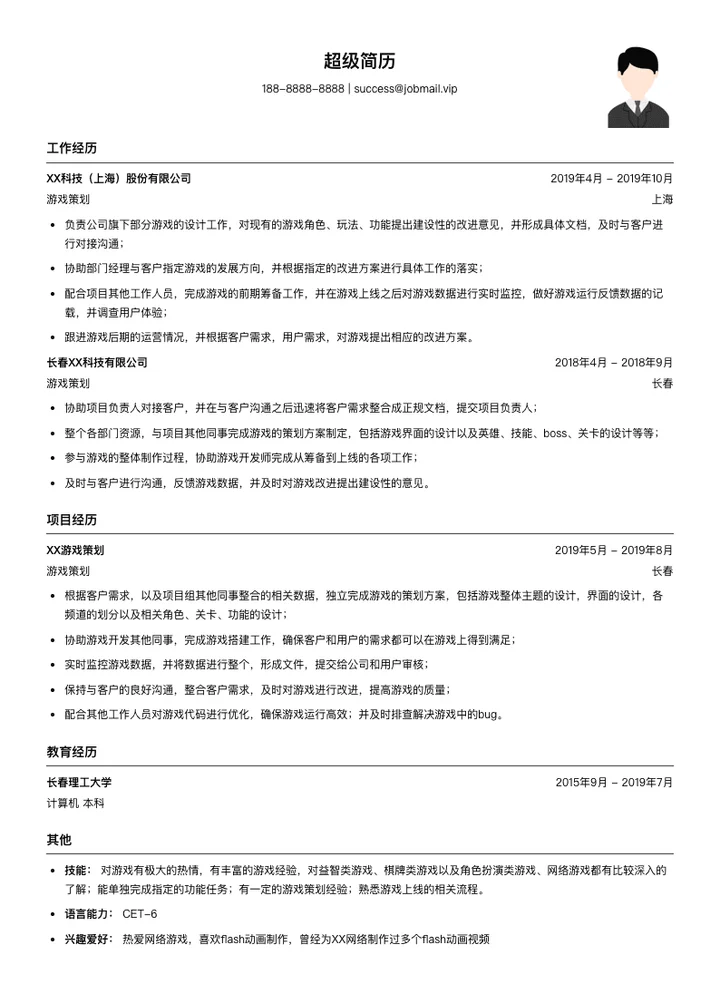 超级简历
188-8888-8888 | success@jobmail.vip
工作经历
XX科技（上海）股份有限公司 2019年4月 – 2019年10月
游戏策划 上海
• 负责公司旗下部分游戏的设计工作，对现有的游戏角色、玩法、功能提出建设性的改进意见，并形成具体文档，及时与客户进
行对接沟通；
• 协助部门经理与客户指定游戏的发展方向，并根据指定的改进方案进行具体工作的落实；
• 配合项目其他工作人员，完成游戏的前期筹备工作，并在游戏上线之后对游戏数据进行实时监控，做好游戏运行反馈数据的记
载，并调查用户体验；
• 跟进游戏后期的运营情况，并根据客户需求，用户需求，对游戏提出相应的改进方案。
长春XX科技有限公司 2018年4月 – 2018年9月
游戏策划 长春
• 协助项目负责人对接客户，并在与客户沟通之后迅速将客户需求整合成正规文档，提交项目负责人；
• 整个各部门资源，与项目其他同事完成游戏的策划方案制定，包括游戏界面的设计以及英雄、技能、boss、关卡的设计等等；
• 参与游戏的整体制作过程，协助游戏开发师完成从筹备到上线的各项工作；
• 及时与客户进行沟通，反馈游戏数据，并及时对游戏改进提出建设性的意见。
项目经历
XX游戏策划 2019年5月 – 2019年8月
游戏策划 长春
• 根据客户需求，以及项目组其他同事整合的相关数据，独立完成游戏的策划方案，包括游戏整体主题的设计，界面的设计，各
频道的划分以及相关角色、关卡、功能的设计；
• 协助游戏开发其他同事，完成游戏搭建工作，确保客户和用户的需求都可以在游戏上得到满足；
• 实时监控游戏数据，并将数据进行整个，形成文件，提交给公司和用户审核；
• 保持与客户的良好沟通，整合客户需求，及时对游戏进行改进，提高游戏的质量；
• 配合其他工作人员对游戏代码进行优化，确保游戏运行高效；并及时排查解决游戏中的bug。
教育经历
长春理工大学 2015年9月 – 2019年7月
计算机 本科
其他
• 技能： 对游戏有极大的热情，有丰富的游戏经验，对益智类游戏、棋牌类游戏以及角色扮演类游戏、网络游戏都有比较深入的
了解；能单独完成指定的功能任务；有一定的游戏策划经验；熟悉游戏上线的相关流程。
• 语言能力： CET-6
• 兴趣爱好： 热爱网络游戏，喜欢flash动画制作，曾经为XX网络制作过多个flash动画视频